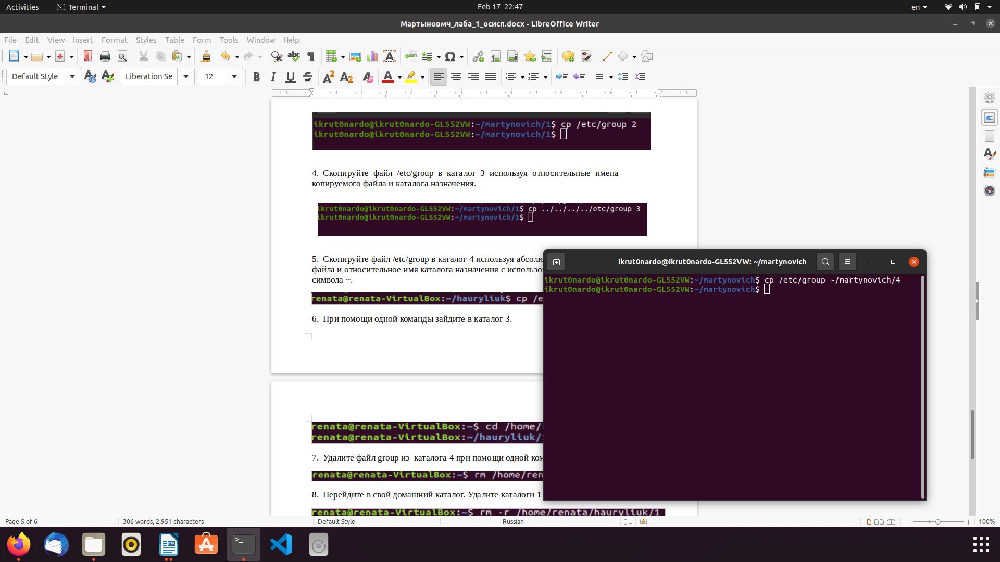 Activities
Terminal
Feb 17 22:47
en
Мартыновмч_лаба_1_осисп.docx - LibreOffice Writer
File Edit View Insert Format Styles Table Form Tools Window Help
Default Style
Liberation Se
12
1 2 3 4 5 6 7
ikrut0nardo@ikrut0nardo-GL552VW:~/martynovich/1$ cp /etc/group 2
ikrut0nardo@ikrut0nardo-GL552VW:~/martynovich/1$
4. Скопируйте файл /etc/group в каталог 3 используя относительные имена
копируемого файла и каталога назначения.
ikrut0nardo@ikrut0nardo-GL552VW:~/martynovich/1$ cp ../../../../etc/group 3
ikrut0nardo@ikrut0nardo-GL552VW:~/martynovich/1$
5. Скопируйте файл /etc/group в каталог 4 используя абсолю
файла и относительное имя каталога назначения с использо
символа ~.
renata@renata-VirtualBox:~/hauryliuk$ cp /e
6. При помощи одной команды зайдите в каталог 3.
renata@renata-VirtualBox:~$ cd /home/
renata@renata-VirtualBox:~/hauryliuk/
7. Удалите файл group из каталога 4 при помощи одной ком
renata@renata-VirtualBox:~$ rm /home/ren
8. Перейдите в свой домашний каталог. Удалите каталоги 1
renata@renata-VirtualBox:~$ rm -r /home/renata/hauryliuk/1
ikrut0nardo@ikrut0nardo-GL552VW: ~/martynovich
ikrut0nardo@ikrut0nardo-GL552VW:~/martynovich$ cp /etc/group ~/martynovich/4
ikrut0nardo@ikrut0nardo-GL552VW:~/martynovich$
Page 5 of 6
306 words, 2,951 characters
Default Style
Russian
100%